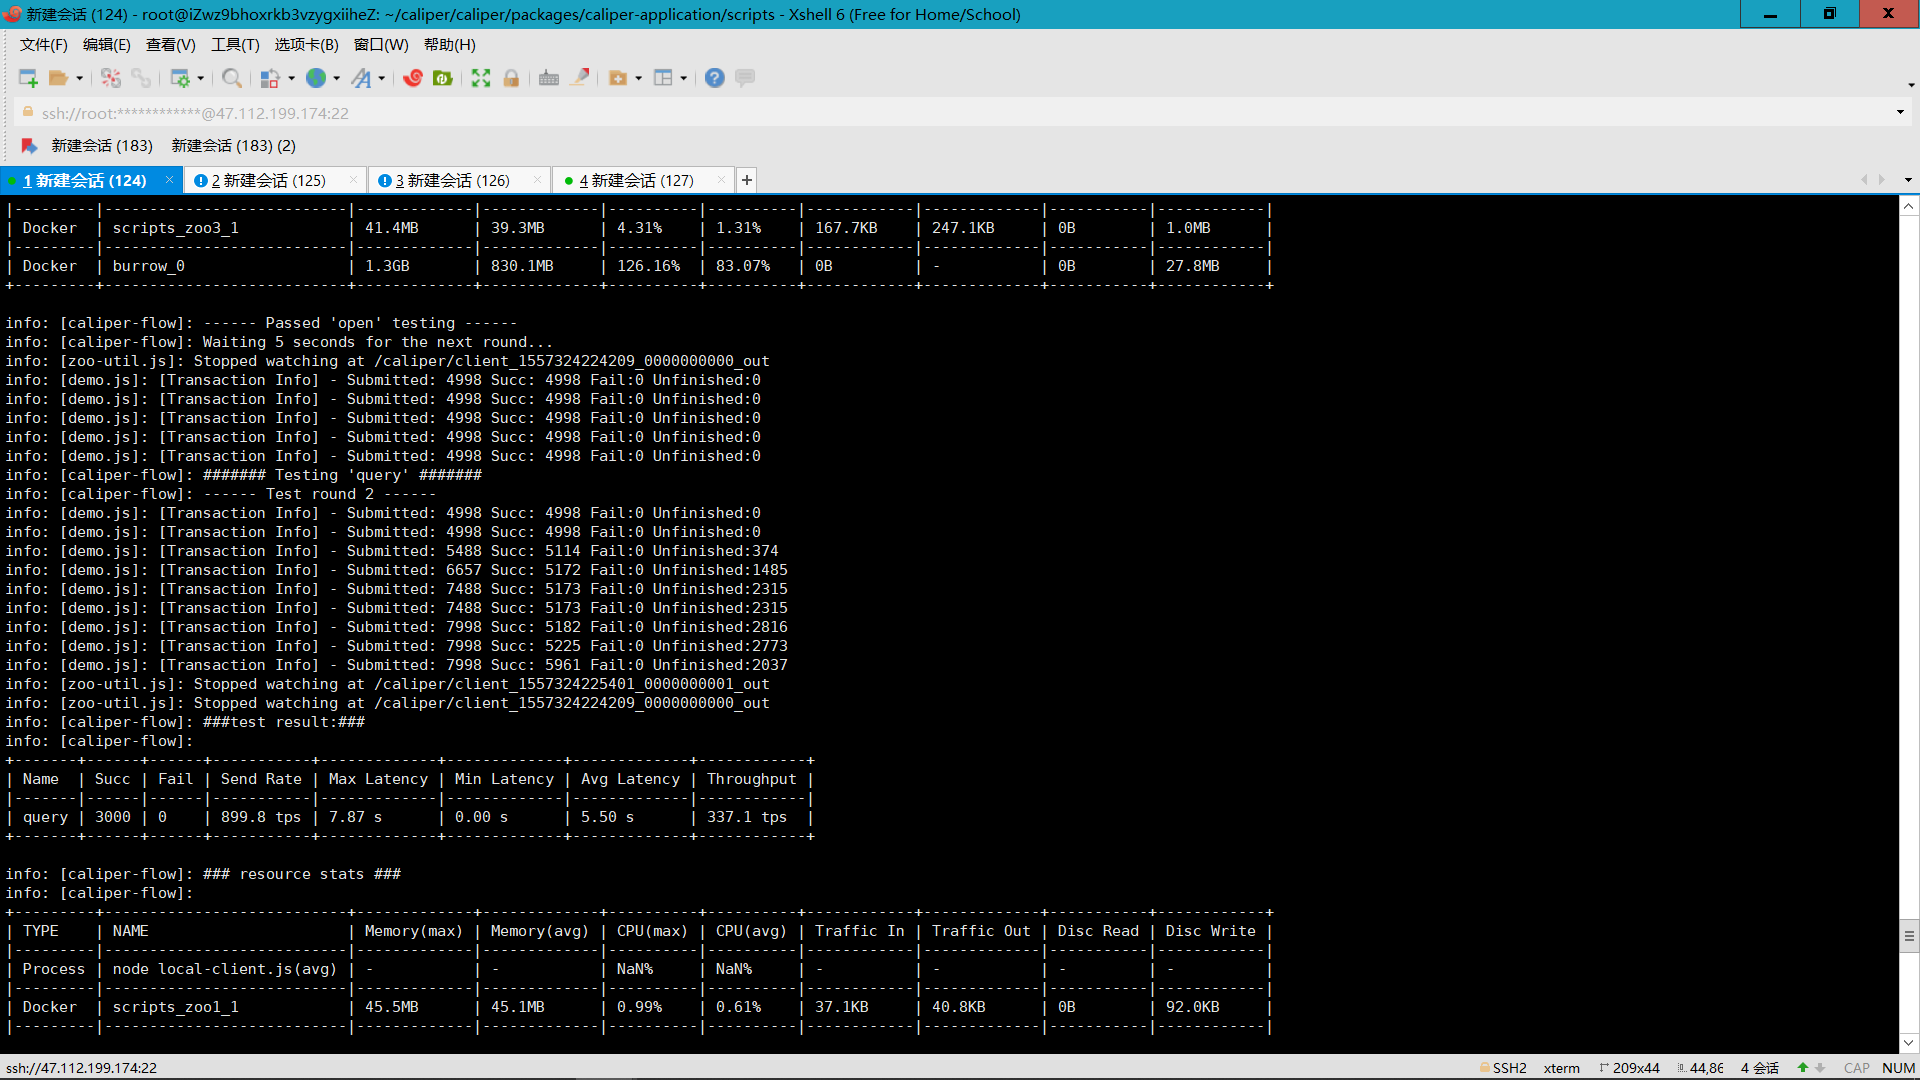 新建会话 (124) - root@iZwz9bhoxrkb3vzygxiiheZ: ~/caliper/caliper/packages/caliper-application/scripts - Xshell 6 (Free for Home/School)
文件(F) 编辑(E) 查看(V) 工具(T) 选项卡(B) 窗口(W) 帮助(H)
ssh://root:************@47.112.199.174:22
新建会话 (183) 新建会话 (183) (2)
1 新建会话 (124) × 2 新建会话 (125) × 3 新建会话 (126) × 4 新建会话 (127) × +
|---------|---------------------------|-------------|-------------|----------|----------|------------|-------------|-----------|------------|
| Docker  | scripts_zoo3_1            | 41.4MB      | 39.3MB      | 4.31%    | 1.31%    | 167.7KB    | 247.1KB     | 0B        | 1.0MB      |
|---------|---------------------------|-------------|-------------|----------|----------|------------|-------------|-----------|------------|
| Docker  | burrow_0                  | 1.3GB       | 830.1MB     | 126.16%  | 83.07%   | 0B         | -           | 0B        | 27.8MB     |
+---------+---------------------------+-------------+-------------+----------+----------+------------+-------------+-----------+------------+
info: [caliper-flow]: ------ Passed 'open' testing ------
info: [caliper-flow]: Waiting 5 seconds for the next round...
info: [zoo-util.js]: Stopped watching at /caliper/client_1557324224209_0000000000_out
info: [demo.js]: [Transaction Info] - Submitted: 4998 Succ: 4998 Fail:0 Unfinished:0
info: [demo.js]: [Transaction Info] - Submitted: 4998 Succ: 4998 Fail:0 Unfinished:0
info: [demo.js]: [Transaction Info] - Submitted: 4998 Succ: 4998 Fail:0 Unfinished:0
info: [demo.js]: [Transaction Info] - Submitted: 4998 Succ: 4998 Fail:0 Unfinished:0
info: [demo.js]: [Transaction Info] - Submitted: 4998 Succ: 4998 Fail:0 Unfinished:0
info: [caliper-flow]: ####### Testing 'query' #######
info: [caliper-flow]: ------ Test round 2 ------
info: [demo.js]: [Transaction Info] - Submitted: 4998 Succ: 4998 Fail:0 Unfinished:0
info: [demo.js]: [Transaction Info] - Submitted: 4998 Succ: 4998 Fail:0 Unfinished:0
info: [demo.js]: [Transaction Info] - Submitted: 5488 Succ: 5114 Fail:0 Unfinished:374
info: [demo.js]: [Transaction Info] - Submitted: 6657 Succ: 5172 Fail:0 Unfinished:1485
info: [demo.js]: [Transaction Info] - Submitted: 7488 Succ: 5173 Fail:0 Unfinished:2315
info: [demo.js]: [Transaction Info] - Submitted: 7488 Succ: 5173 Fail:0 Unfinished:2315
info: [demo.js]: [Transaction Info] - Submitted: 7998 Succ: 5182 Fail:0 Unfinished:2816
info: [demo.js]: [Transaction Info] - Submitted: 7998 Succ: 5225 Fail:0 Unfinished:2773
info: [demo.js]: [Transaction Info] - Submitted: 7998 Succ: 5961 Fail:0 Unfinished:2037
info: [zoo-util.js]: Stopped watching at /caliper/client_1557324225401_0000000001_out
info: [zoo-util.js]: Stopped watching at /caliper/client_1557324224209_0000000000_out
info: [caliper-flow]: ###test result:###
info: [caliper-flow]:
+-------+------+------+-----------+-------------+-------------+-------------+------------+
| Name  | Succ | Fail | Send Rate | Max Latency | Min Latency | Avg Latency | Throughput |
|-------|------|------|-----------|-------------|-------------|-------------|------------|
| query | 3000 | 0    | 899.8 tps | 7.87 s      | 0.00 s      | 5.50 s      | 337.1 tps  |
+-------+------+------+-----------+-------------+-------------+-------------+------------+
info: [caliper-flow]: ### resource stats ###
info: [caliper-flow]:
+---------+---------------------------+-------------+-------------+----------+----------+------------+-------------+-----------+------------+
| TYPE    | NAME                      | Memory(max) | Memory(avg) | CPU(max) | CPU(avg) | Traffic In | Traffic Out | Disc Read | Disc Write |
|---------|---------------------------|-------------|-------------|----------|----------|------------|-------------|-----------|------------|
| Process | node local-client.js(avg) | -           | -           | NaN%     | NaN%     | -          | -           | -         | -          |
|---------|---------------------------|-------------|-------------|----------|----------|------------|-------------|-----------|------------|
| Docker  | scripts_zoo1_1            | 45.5MB      | 45.1MB      | 0.99%    | 0.61%    | 37.1KB     | 40.8KB      | 0B        | 92.0KB     |
|---------|---------------------------|-------------|-------------|----------|----------|------------|-------------|-----------|------------|
ssh://47.112.199.174:22 SSH2 xterm 209x44 44,86 4 会话 CAP NUM